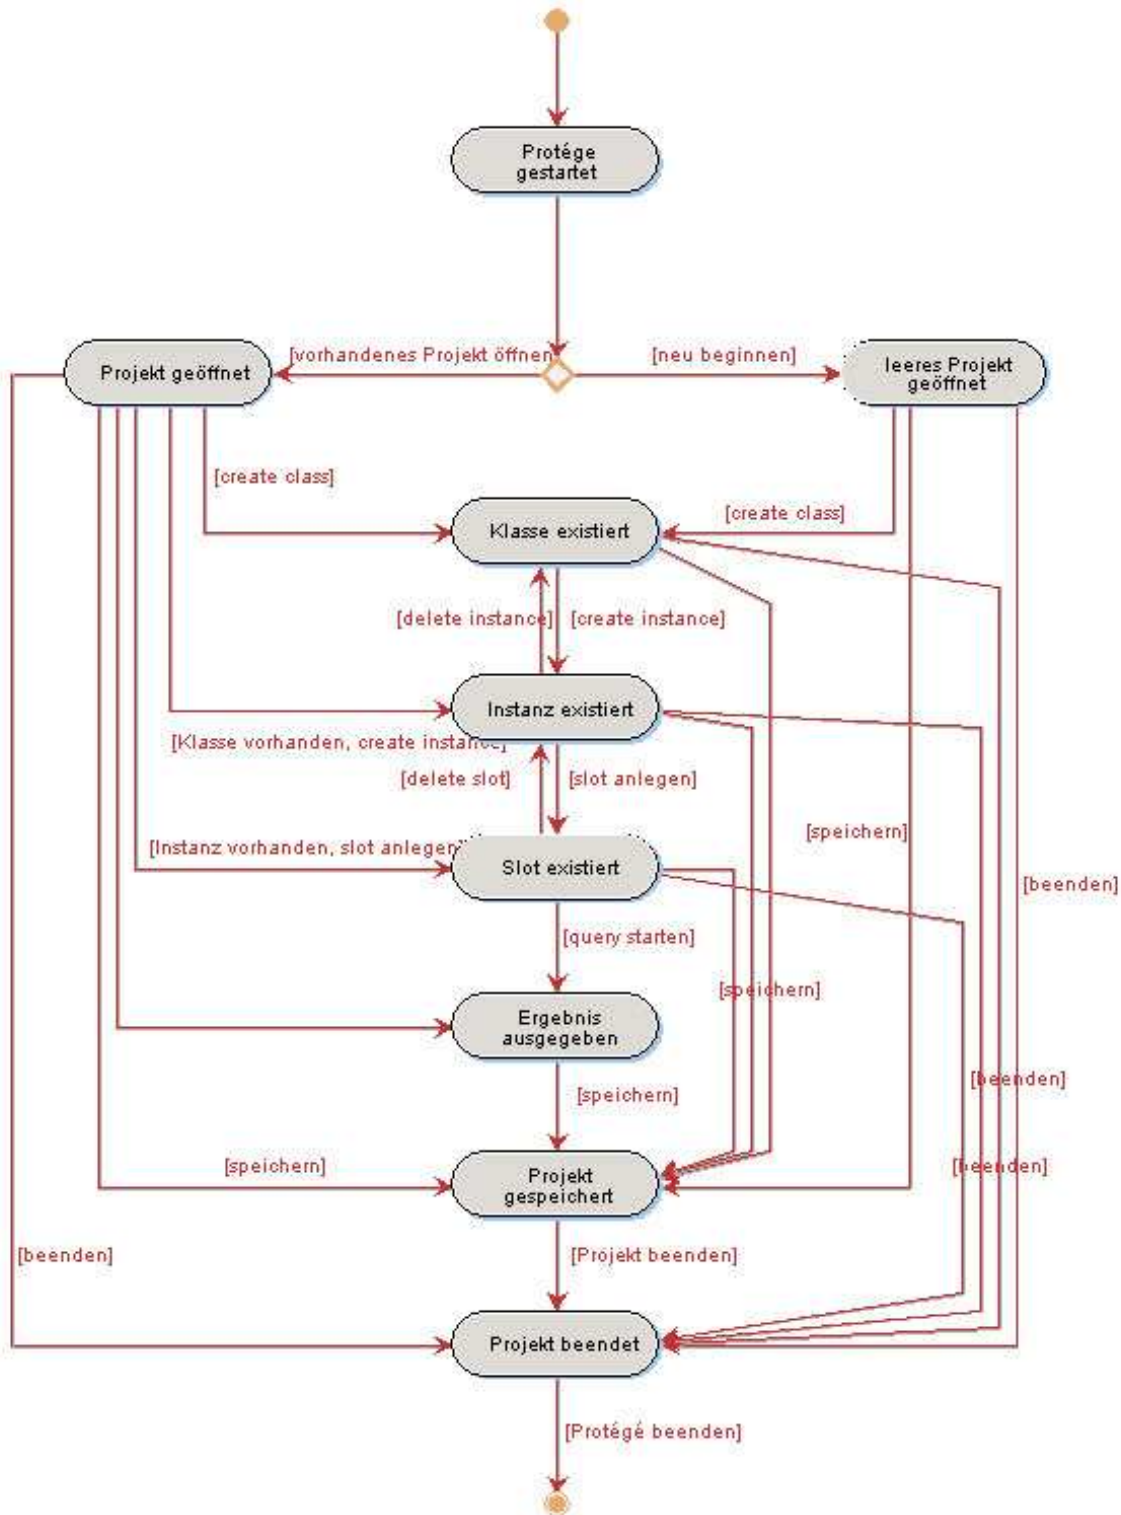 Protége
gestartet
[vorhandenes Projekt öffnen]
[neu beginnen]
Projekt geöffnet
leeres Projekt
geöffnet
[create class]
[create class]
Klasse existiert
[delete instance]
[create instance]
Instanz existiert
[Klasse vorhanden, create instance]
[delete slot]
[slot anlegen]
[speichern]
[Instanz vorhanden, slot anlegen]
Slot existiert
[beenden]
[query starten]
[speichern]
Ergebnis
ausgegeben
[beenden]
[speichern]
[speichern]
Projekt
gespeichert
[beenden]
[beenden]
[Projekt beenden]
Projekt beendet
[Protégé beenden]